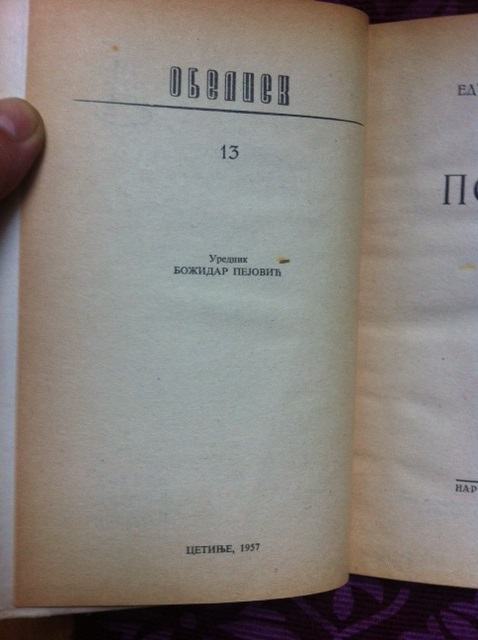 ОБЕЛИСК
13
Уредник
БОЖИДАР ПЕЈОВИЋ
ЦЕТИЊЕ, 1957